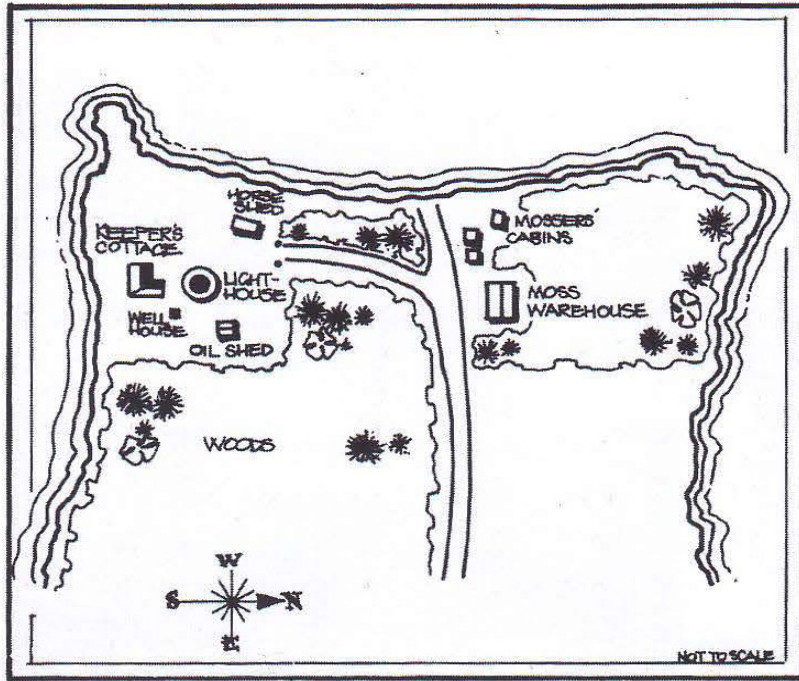 HORSE
SHED
MOSSERS'
CABINS
KEEPER'S
COTTAGE
LIGHT-
HOUSE
MOSS
WAREHOUSE
WELL
HOUSE
OIL SHED
WOODS
W
S
N
E
NOT TO SCALE